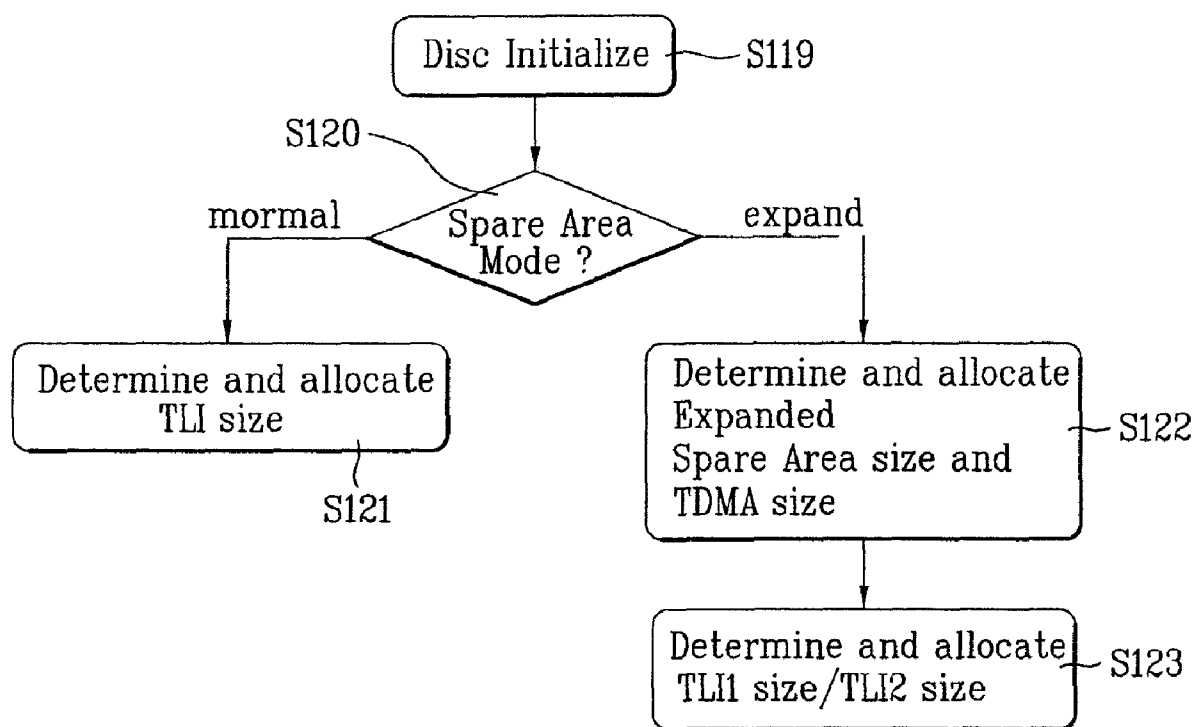 Disc Initialize
S119
S120
mormal
Spare Area
Mode ?
expand
Determine and allocate
TLI size
S121
Determine and allocate
Expanded
Spare Area size and
TDMA size
S122
Determine and allocate
TLI1 size/TLI2 size
S123